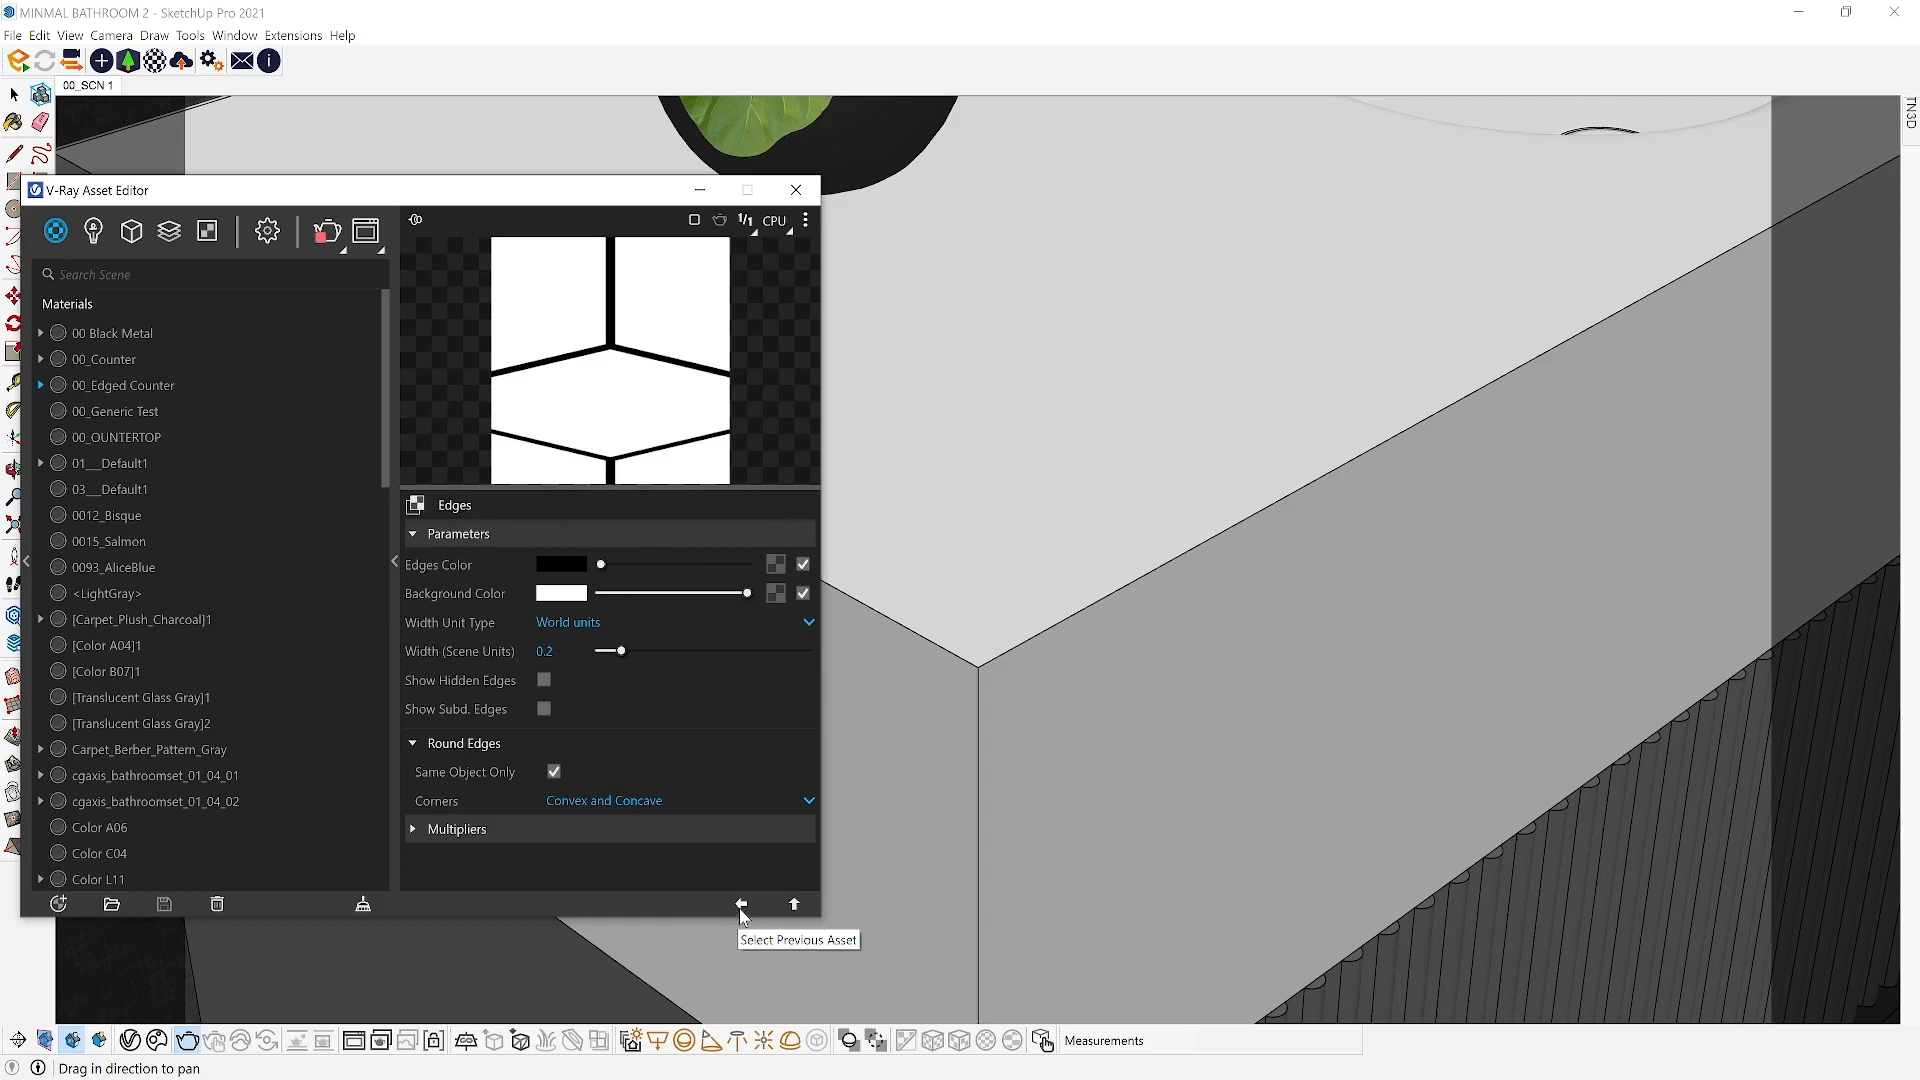 MINMAL BATHROOM 2 - SketchUp Pro 2021
File Edit View Camera Draw Tools Window Extensions Help
00_SCN 1
TN3D
V-Ray Asset Editor
1/1 CPU
Search Scene
Materials
00 Black Metal
00_Counter
00_Edged Counter
00_Generic Test
00_OUNTERTOP
01___Default1
03___Default1
0012_Bisque
0015_Salmon
0093_AliceBlue
<LightGray>
[Carpet_Plush_Charcoal]1
[Color A04]1
[Color B07]1
[Translucent Glass Gray]1
[Translucent Glass Gray]2
Carpet_Berber_Pattern_Gray
cgaxis_bathroomset_01_04_01
cgaxis_bathroomset_01_04_02
Color A06
Color C04
Color L11
Edges
Parameters
Edges Color
Background Color
Width Unit Type World units
Width (Scene Units) 0.2
Show Hidden Edges
Show Subd. Edges
Round Edges
Same Object Only
Corners Convex and Concave
Multipliers
Select Previous Asset
Measurements
Drag in direction to pan